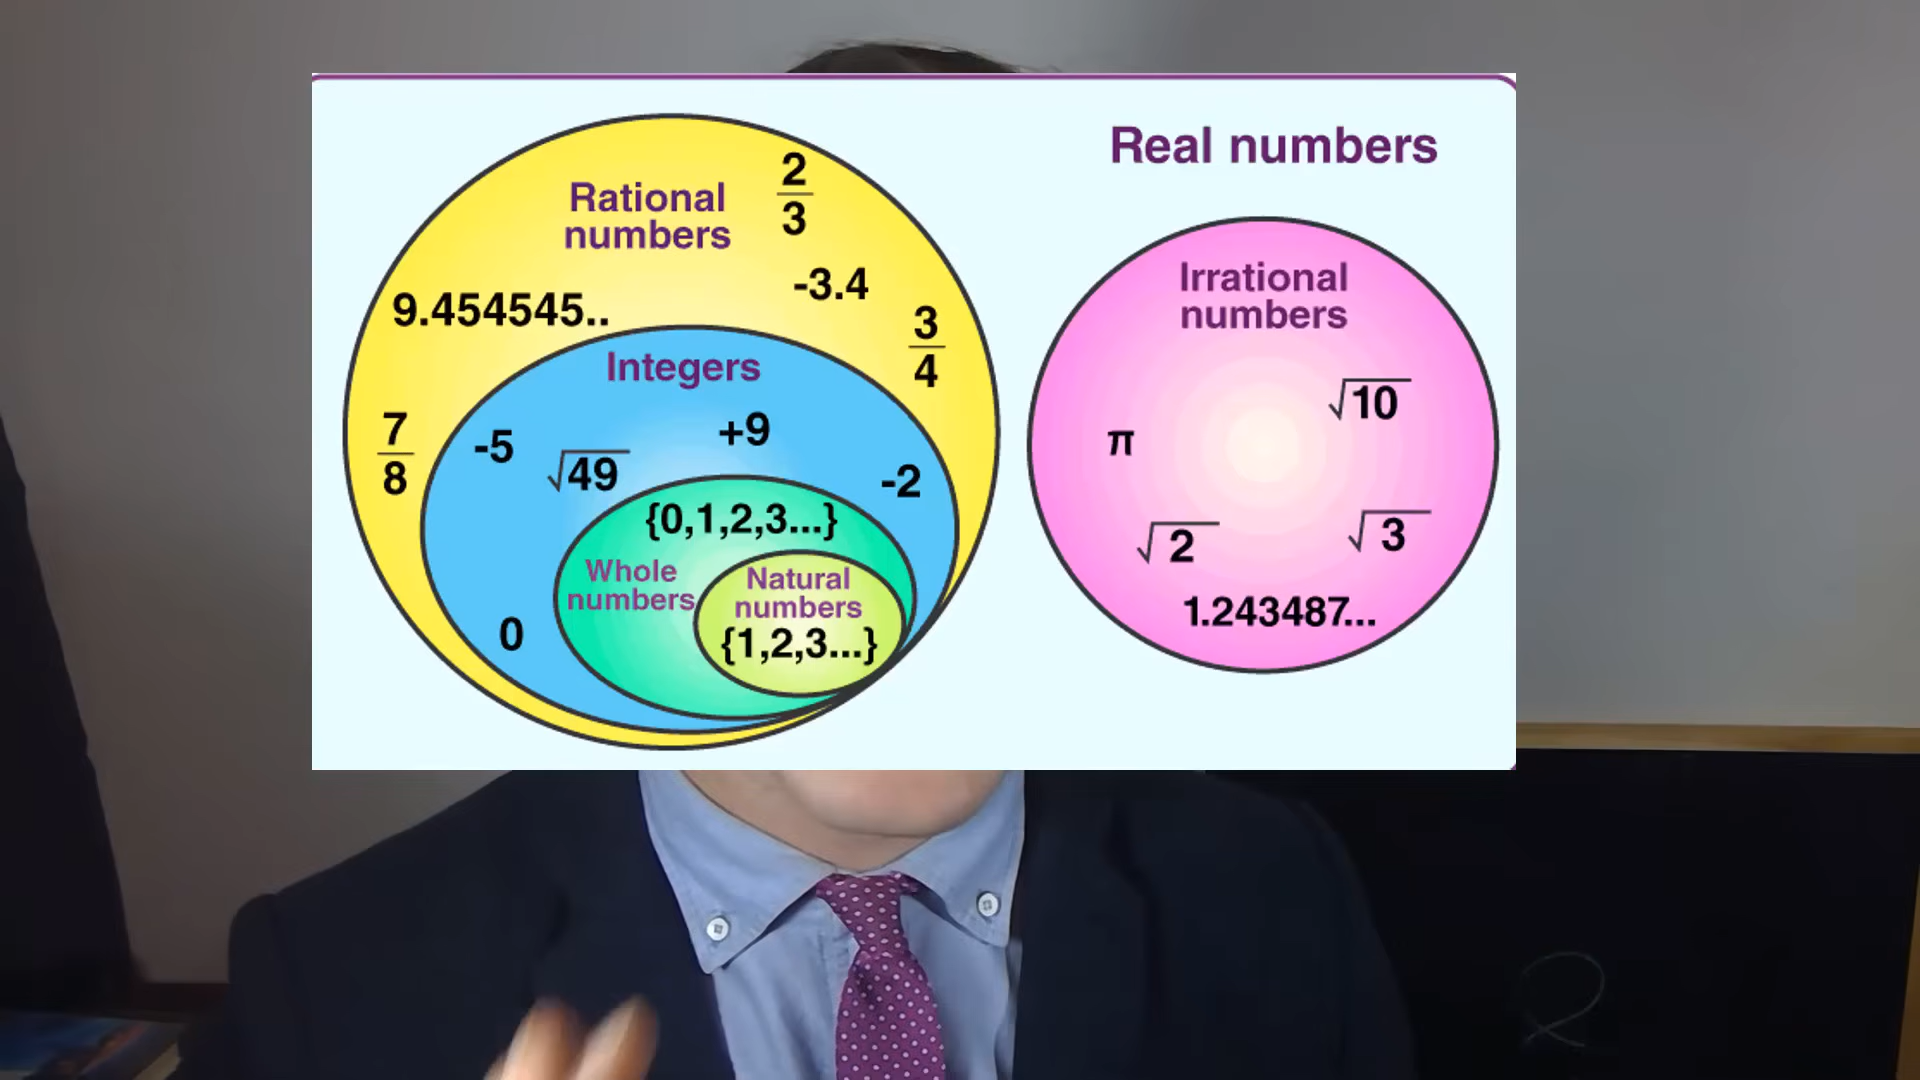 Real numbers
Rational
numbers
2
3
-3.4
9.454545..
3
4
7
8
Integers
-5
√49
+9
-2
0
{0,1,2,3...}
Whole
numbers
Natural
numbers
{1,2,3...}
Irrational
numbers
√10
π
√2
√3
1.243487...